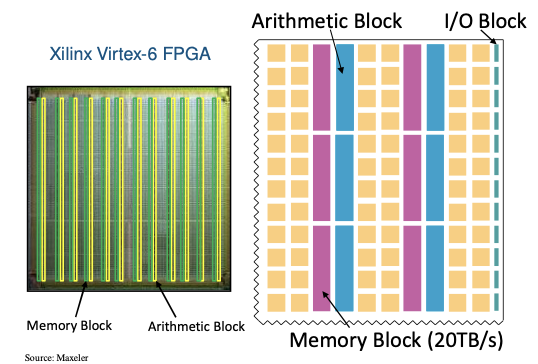 Arithmetic Block
I/O Block
Xilinx Virtex-6 FPGA
Memory Block
Arithmetic Block
Memory Block (20TB/s)
Source: Maxeler